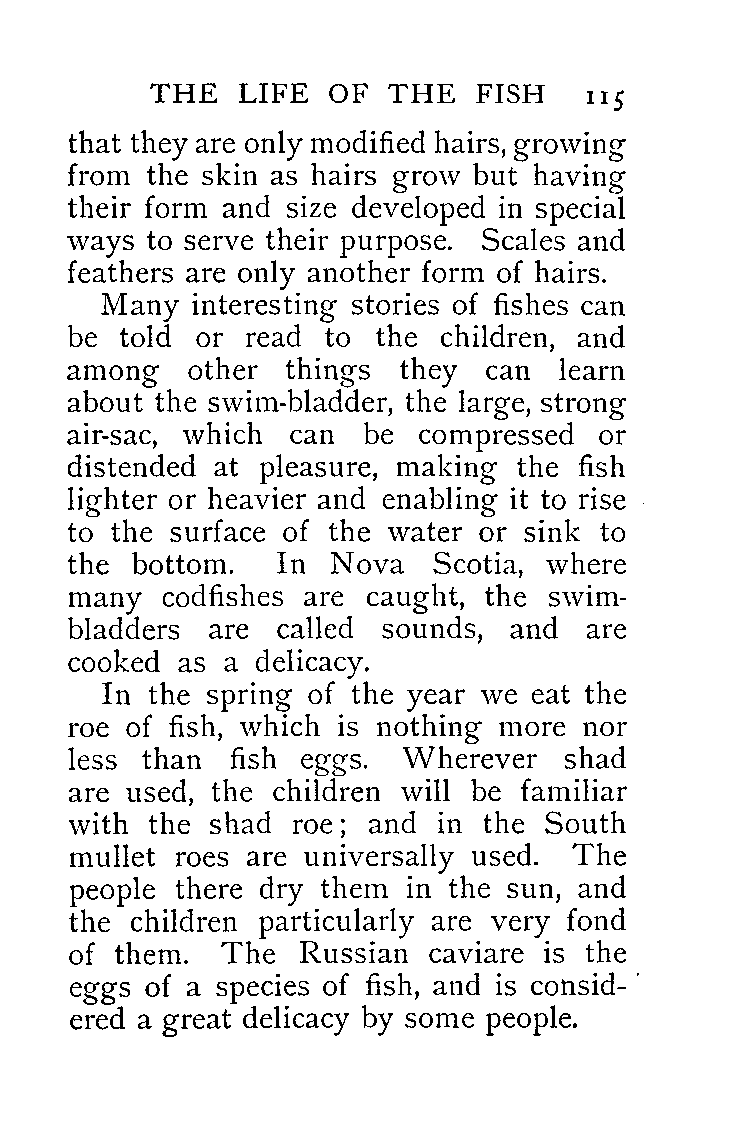 THE LIFE OF THE FISH 115
that they are only modified hairs, growing
from the skin as hairs grow but having
their form and size developed in special
ways to serve their purpose. Scales and
feathers are only another form of hairs.
Many interesting stories of fishes can
be told or read to the children, and
among other things they can learn
about the swim-bladder, the large, strong
air-sac, which can be compressed or
distended at pleasure, making the fish
lighter or heavier and enabling it to rise
to the surface of the water or sink to
the bottom. In Nova Scotia, where
many codfishes are caught, the swim-
bladders are called sounds, and are
cooked as a delicacy.
In the spring of the year we eat the
roe of fish, which is nothing more nor
less than fish eggs. Wherever shad
are used, the children will be familiar
with the shad roe; and in the South
mullet roes are universally used. The
people there dry them in the sun, and
the children particularly are very fond
of them. The Russian caviare is the
eggs of a species of fish, and is consid-
ered a great delicacy by some people.